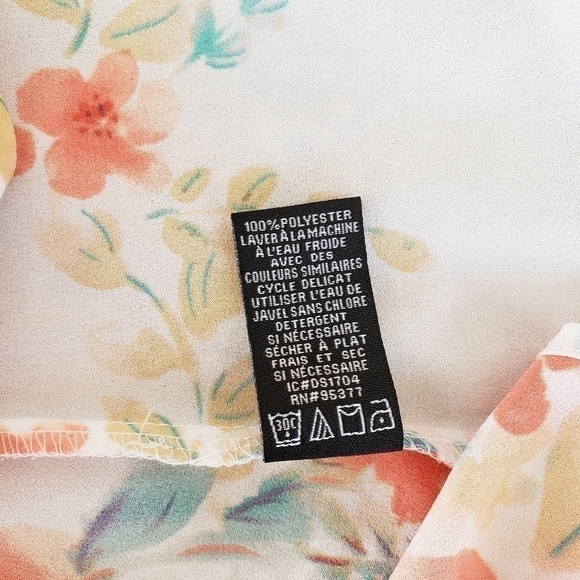 100%POLYESTER
LAVER À LA MACHINE
À L'EAU FROIDE
AVEC DES
COULEURS SIMILAIRES
CYCLE DELICAT
UTILISER L'EAU DE
JAVEL SANS CHLORE
DETERGENT
SI NÉCESSAIRE
SÉCHER À PLAT
FRAIS ET SEC
SI NÉCESSAIRE
IC#DS1704
RN#95377
30C